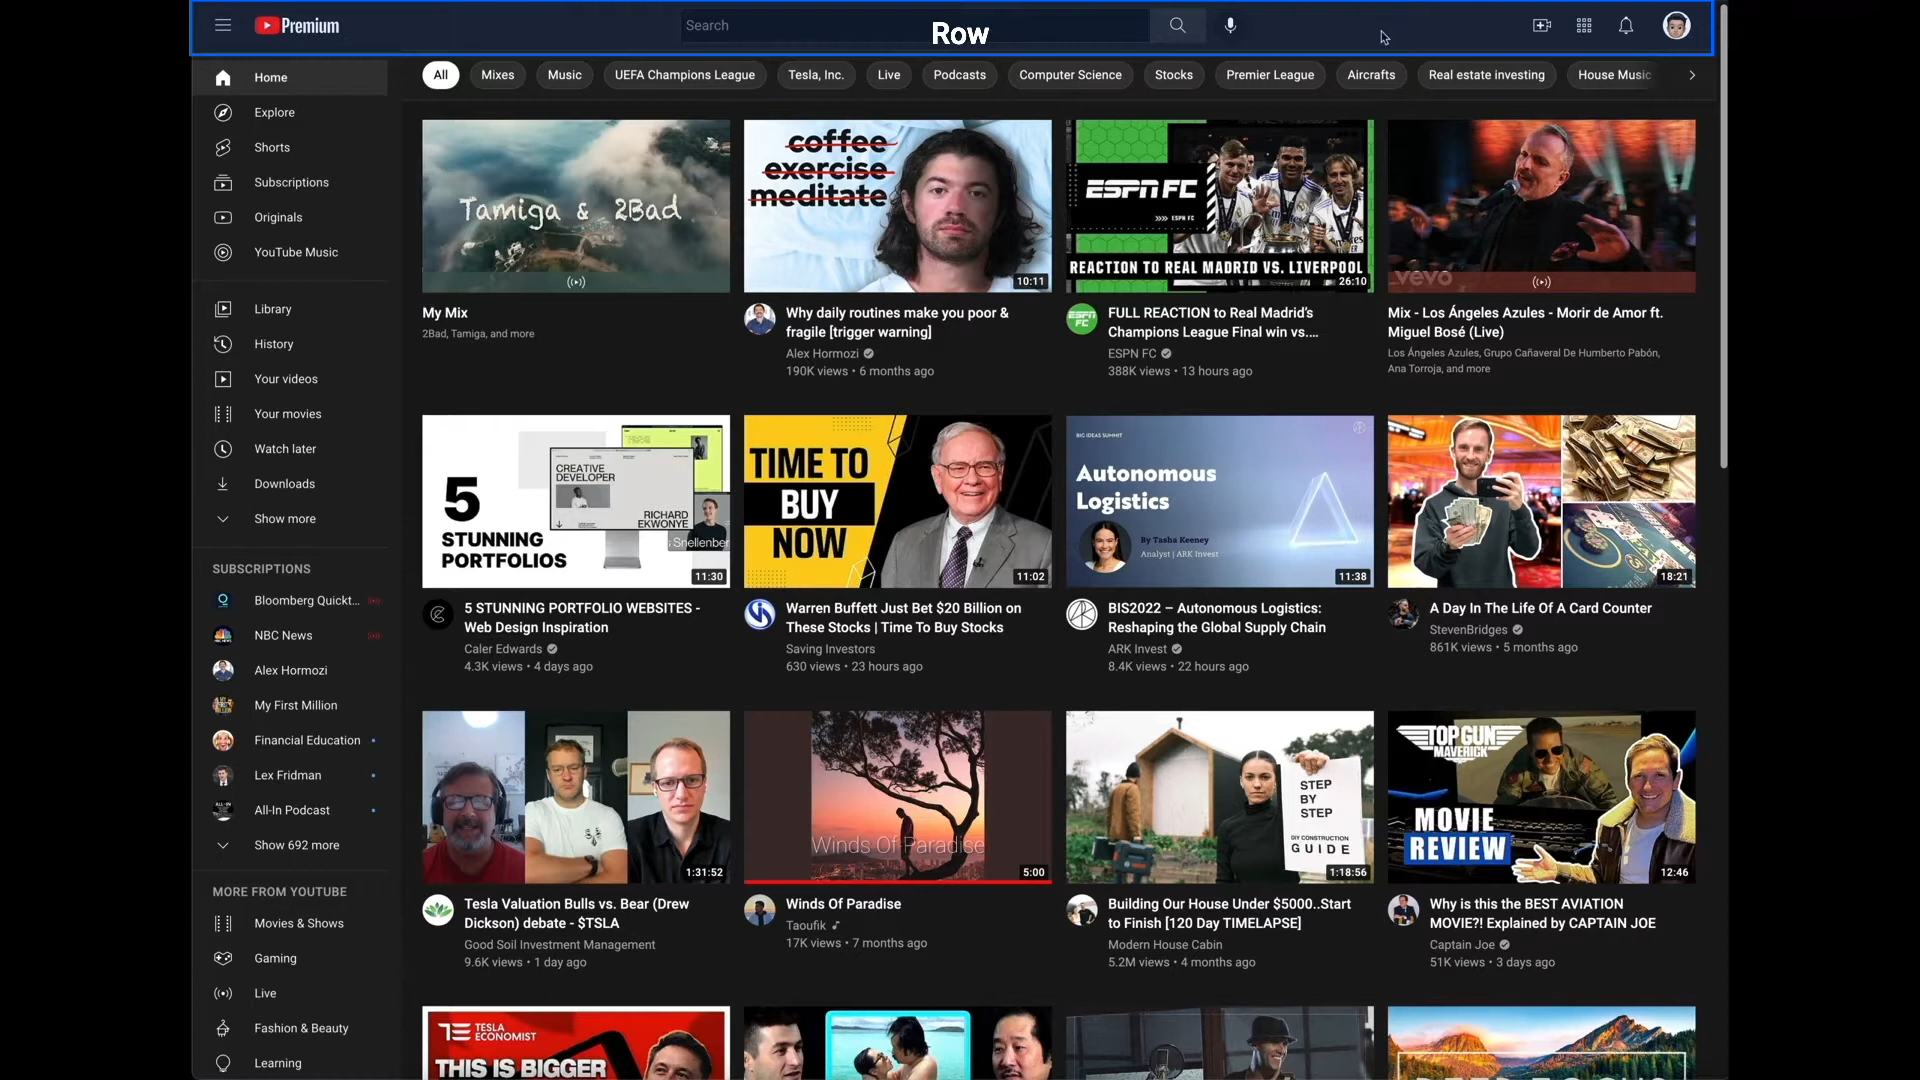 Premium
Search
Row
Home
Explore
Shorts
Subscriptions
Originals
YouTube Music
Library
History
Your videos
Your movies
Watch later
Downloads
Show more
SUBSCRIPTIONS
Bloomberg Quickt...
NBC News
Alex Hormozi
My First Million
Financial Education
Lex Fridman
All-In Podcast
Show 692 more
MORE FROM YOUTUBE
Movies & Shows
Gaming
Live
Fashion & Beauty
Learning
All
Mixes
Music
UEFA Champions League
Tesla, Inc.
Live
Podcasts
Computer Science
Stocks
Premier League
Aircrafts
Real estate investing
House Music
Tamiga & 2Bad
My Mix
2Bad, Tamiga, and more
coffee
exercise
meditate
10:11
Why daily routines make you poor &
fragile [trigger warning]
Alex Hormozi
190K views • 6 months ago
ESPN FC
ESPN FC
REACTION TO REAL MADRID VS. LIVERPOOL
26:10
ESPN
FC
FULL REACTION to Real Madrid’s
Champions League Final win vs....
ESPN FC
388K views • 13 hours ago
vevo
Mix - Los Ángeles Azules - Morir de Amor ft.
Miguel Bosé (Live)
Los Ángeles Azules, Grupo Cañaveral De Humberto Pabón,
Ana Torroja, and more
5
STUNNING
PORTFOLIOS
CREATIVE
DEVELOPER
RICHARD
EKWONYE
Snellenber
11:30
5 STUNNING PORTFOLIO WEBSITES -
Web Design Inspiration
Caler Edwards
4.3K views • 4 days ago
TIME TO
BUY
NOW
11:02
Warren Buffett Just Bet $20 Billion on
These Stocks | Time To Buy Stocks
Saving Investors
630 views • 23 hours ago
BIG IDEAS SUMMIT
Autonomous
Logistics
By Tasha Keeney
Analyst | ARK Invest
11:38
BIS2022 – Autonomous Logistics:
Reshaping the Global Supply Chain
ARK Invest
8.4K views • 22 hours ago
18:21
A Day In The Life Of A Card Counter
StevenBridges
861K views • 5 months ago
1:31:52
Tesla Valuation Bulls vs. Bear (Drew
Dickson) debate - $TSLA
Good Soil Investment Management
9.6K views • 1 day ago
Winds Of Paradise
5:00
Winds Of Paradise
Taoufik
17K views • 7 months ago
STEP
BY
STEP
DIY CONSTRUCTION
GUIDE
1:18:56
Building Our House Under $5000..Start
to Finish [120 Day TIMELAPSE]
Modern House Cabin
5.2M views • 4 months ago
TOP GUN
MAVERICK
MOVIE
REVIEW
12:46
Why is this the BEST AVIATION
MOVIE?! Explained by CAPTAIN JOE
Captain Joe
51K views • 3 days ago
TESLA
ECONOMIST
THIS IS BIGGER